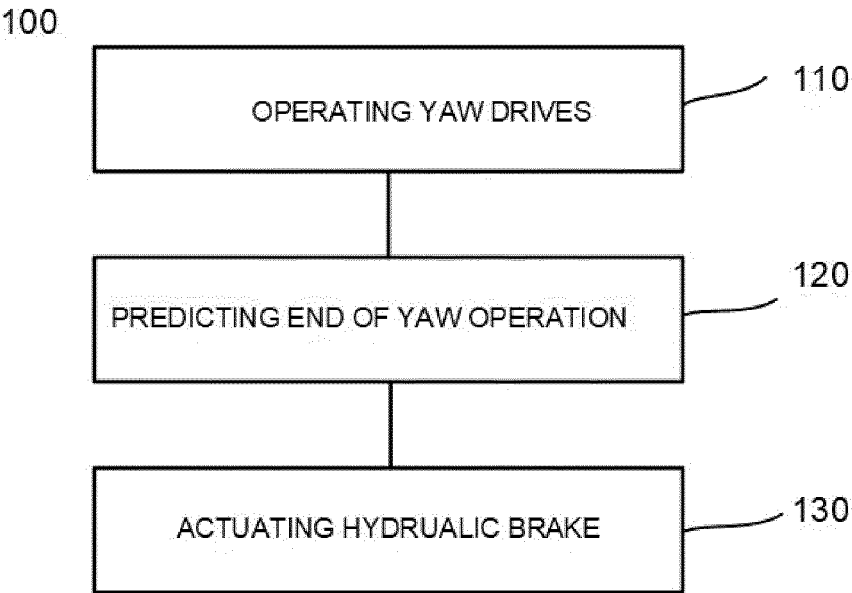 100
OPERATING YAW DRIVES
110
PREDICTING END OF YAW OPERATION
120
ACTUATING HYDRUALIC BRAKE
130